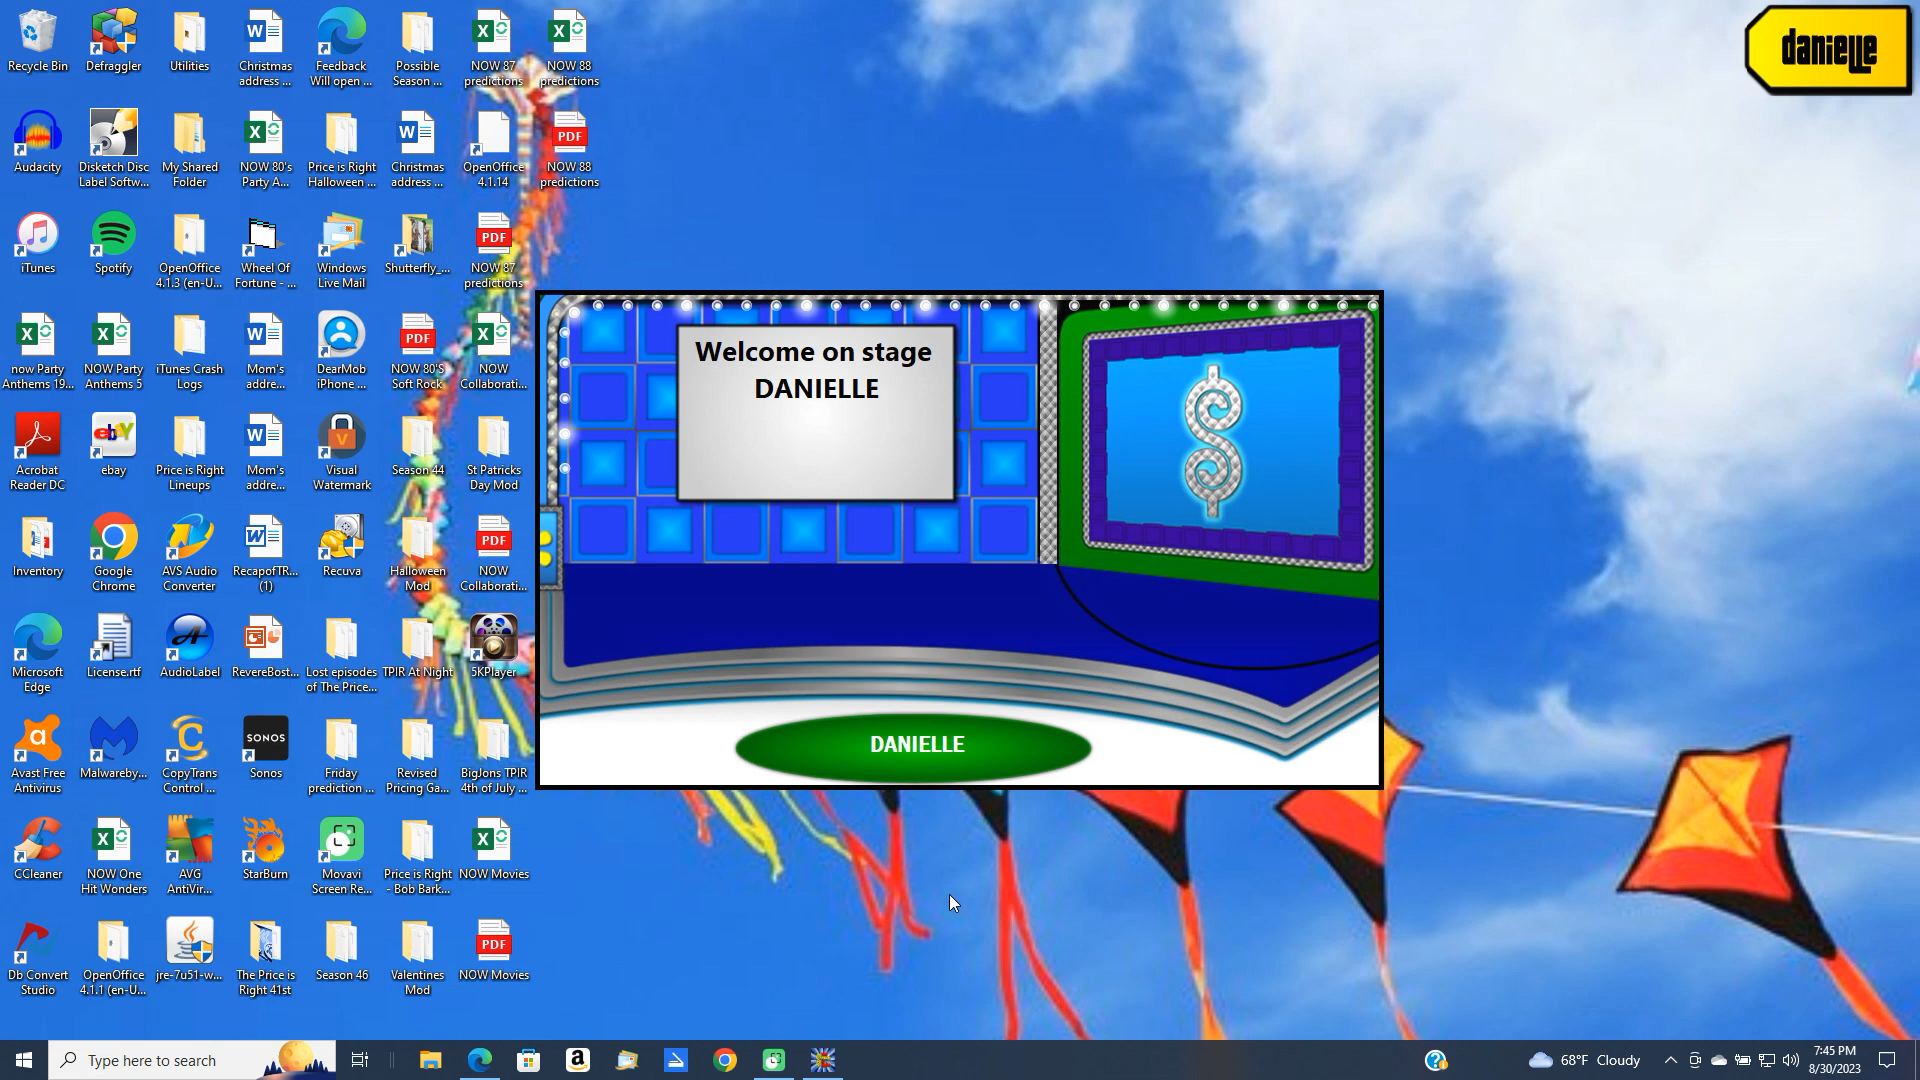 Recycle Bin
Defraggler
Utilities
Christmas
address ...
Feedback
Will open ...
Possible
Season ...
NOW 87
predictions
NOW 88
predictions
danielle
Audacity
Disketch Disc
Label Softw...
My Shared
Folder
NOW 80's
Party A...
Price is Right
Halloween ...
Christmas
address ...
OpenOffice
4.1.14
PDF
NOW 88
predictions
iTunes
Spotify
OpenOffice
4.1.3 (en-U...
Wheel Of
Fortune - ...
Windows
Live Mail
Shutterfly_...
PDF
NOW 87
predictions
now Party
Anthems 19...
NOW Party
Anthems 5
iTunes Crash
Logs
Mom's
addre...
DearMob
iPhone ...
PDF
NOW 80'S
Soft Rock
NOW
Collaborati...
Welcome on stage
DANIELLE
Acrobat
Reader DC
ebay
ebay
Price is Right
Lineups
Mom's
addre...
Visual
Watermark
Season 44
St Patricks
Day Mod
Inventory
Google
Chrome
AVS Audio
Converter
RecapofTR...
(1)
Recuva
Halloween
Mod
PDF
NOW
Collaborati...
Microsoft
Edge
License.rtf
AudioLabel
RevereBost...
Lost episodes
of The Price...
TPIR At Night
5KPlayer
DANIELLE
Avast Free
Antivirus
Malwareby...
CopyTrans
Control ...
SONOS
Sonos
Friday
prediction ...
Revised
Pricing Ga...
BigJons TPIR
4th of July ...
CCleaner
NOW One
Hit Wonders
AVG
AntiVir...
StarBurn
Movavi
Screen Re...
Price is Right
- Bob Bark...
NOW Movies
Db Convert
Studio
OpenOffice
4.1.1 (en-U...
jre-7u51-w...
The Price is
Right 41st
Season 46
Valentines
Mod
PDF
NOW Movies
Type here to search
68°F Cloudy
7:45 PM
8/30/2023